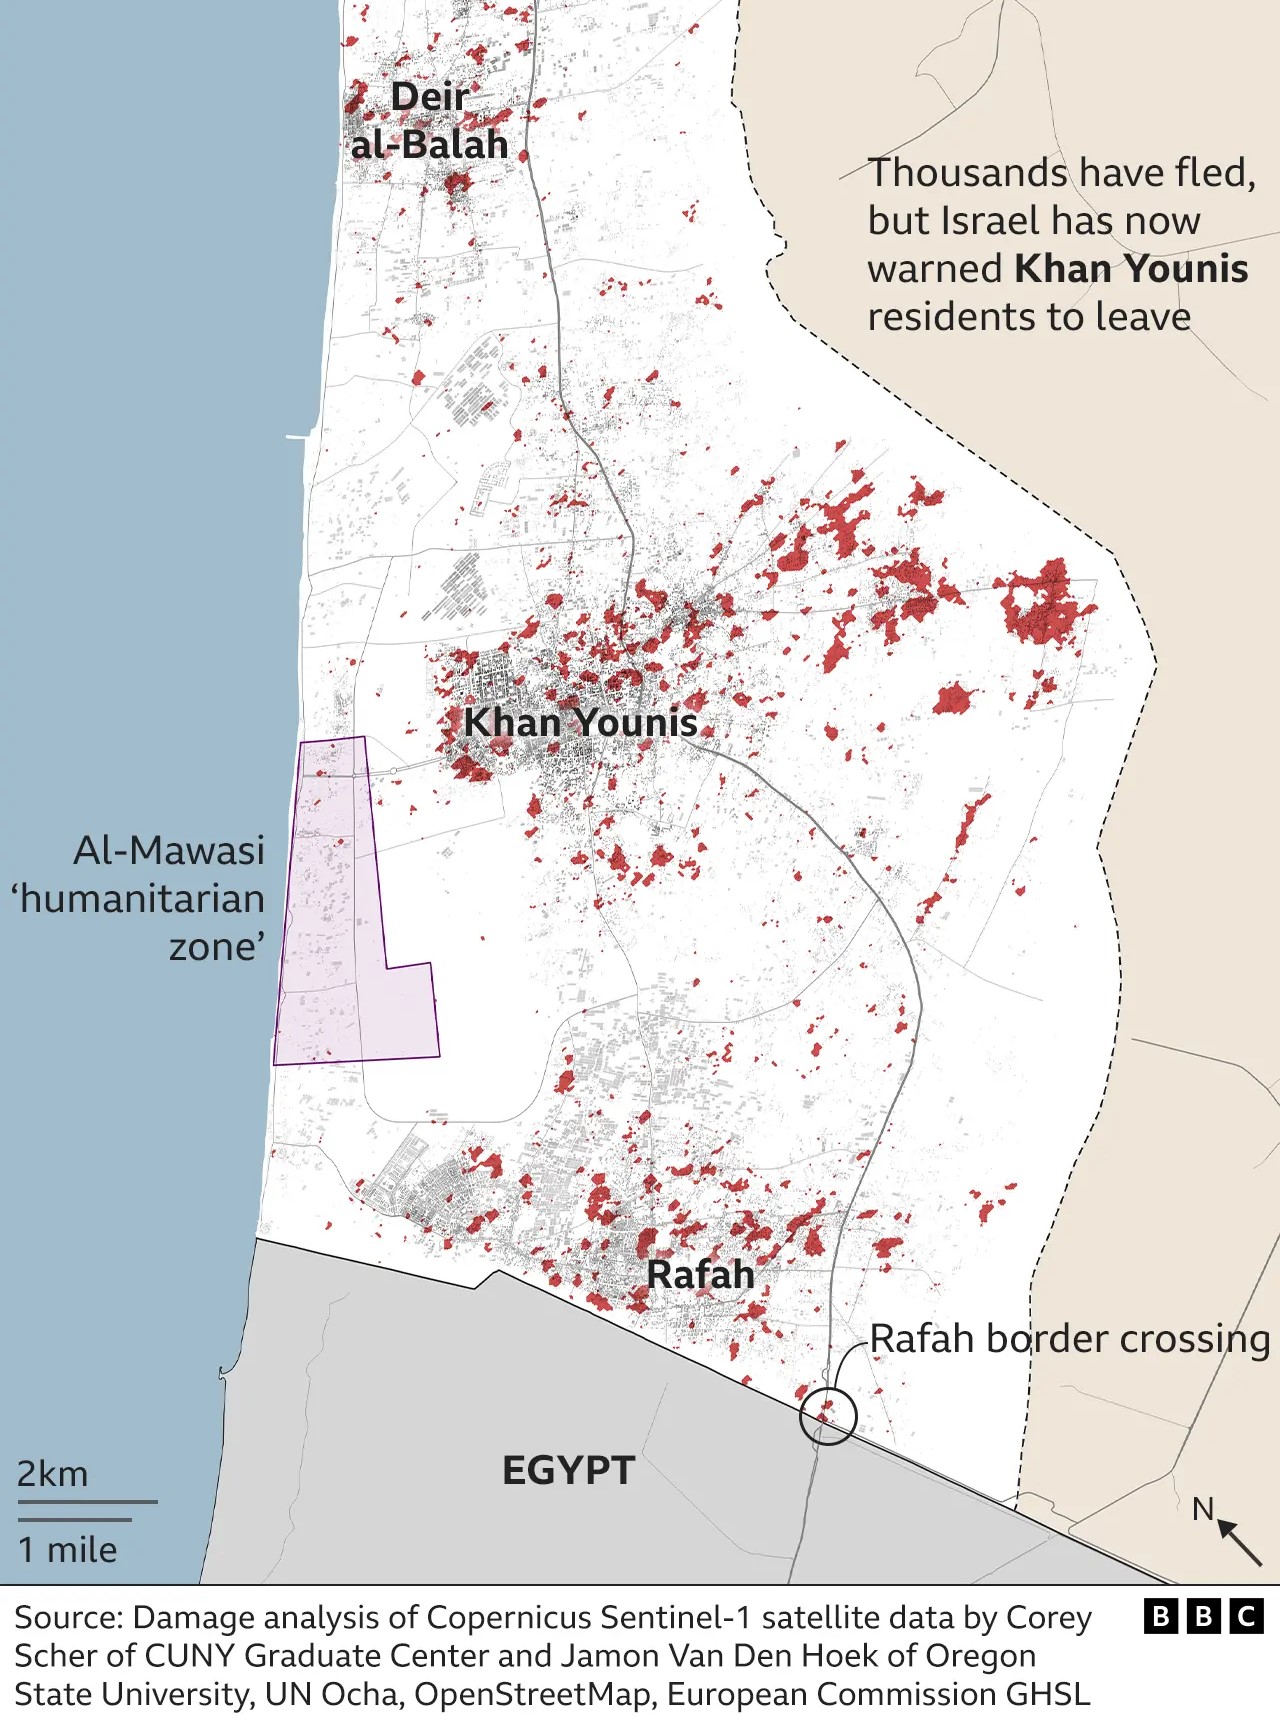 Deir
al-Balah
Thousands have fled,
but Israel has now
warned Khan Younis
residents to leave
Khan Younis
Al-Mawasi
‘humanitarian
zone’
Rafah
Rafah border crossing
EGYPT
2km
1 mile
N
Source: Damage analysis of Copernicus Sentinel-1 satellite data by Corey
Scher of CUNY Graduate Center and Jamon Van Den Hoek of Oregon
State University, UN Ocha, OpenStreetMap, European Commission GHSL
BBC